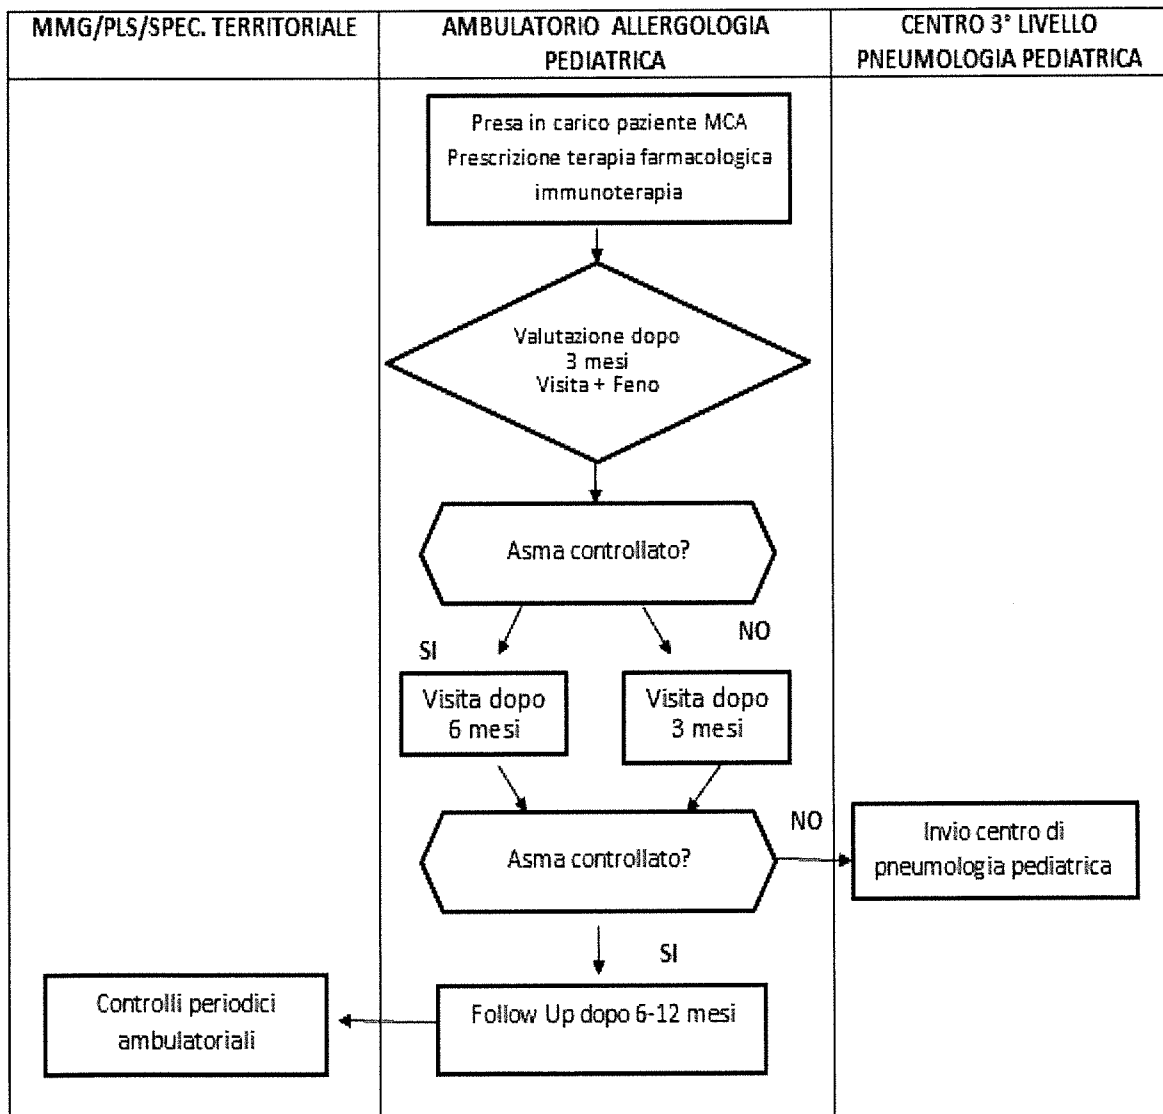 MMG/PLS/SPEC. TERRITORIALE
AMBULATORIO ALLERGOLOGIA
PEDIATRICA
CENTRO 3° LIVELLO
PNEUMOLOGIA PEDIATRICA
Presa in carico paziente MCA
Prescrizione terapia farmacologica
immunoterapia
Valutazione dopo
3 mesi
Visita + Feno
Asma controllato?
SI
NO
Visita dopo
6 mesi
Visita dopo
3 mesi
Asma controllato?
NO
Invio centro di
pneumologia pediatrica
SI
Follow Up dopo 6-12 mesi
Controlli periodici
ambulatoriali